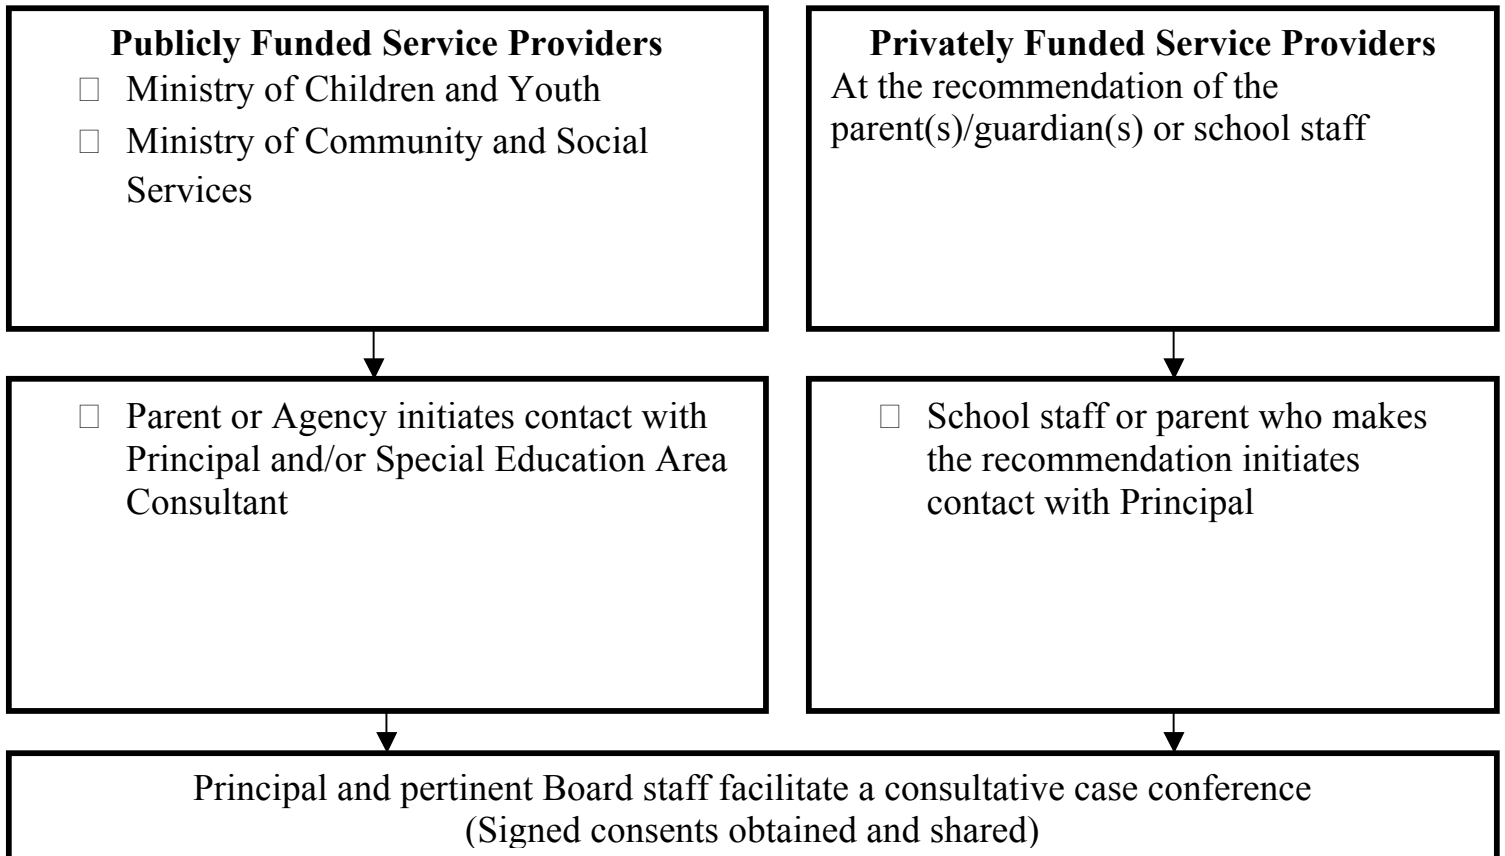 Publicly Funded Service Providers
□ Ministry of Children and Youth
□ Ministry of Community and Social
Services
Privately Funded Service Providers
At the recommendation of the
parent(s)/guardian(s) or school staff
□ Parent or Agency initiates contact with
Principal and/or Special Education Area
Consultant
□ School staff or parent who makes
the recommendation initiates
contact with Principal
Principal and pertinent Board staff facilitate a consultative case conference
(Signed consents obtained and shared)